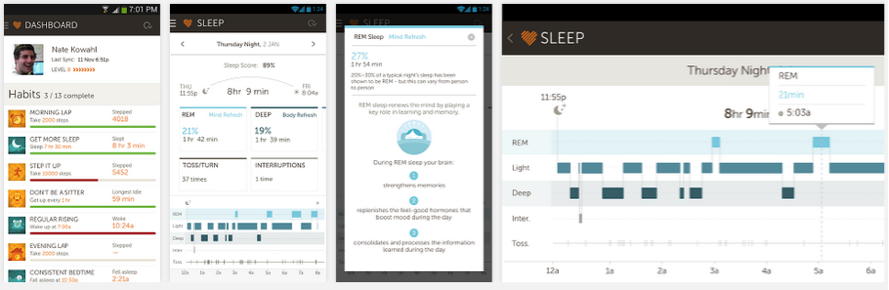 7:01 PM
DASHBOARD
Nate Kowahl
Last Sync: 11 Nov 6:51p
LEVEL 8
Habits 3 / 13 complete
MORNING LAP
Take 2000 steps
Stepped
4018
GET MORE SLEEP
Sleep 7 hr 30 min
Slept
8 hr 3 min
STEP IT UP
Take 10000 steps
Stepped
5452
DON'T BE A SITTER
Get up every 1 hr
Longest Idle
59 min
REGULAR RISING
Wake up at 7:00a
Woke
10:24a
EVENING LAP
Take 2000 steps
Stepped
—
CONSISTENT BEDTIME
Fall asleep at 10:30p
Fell asleep
2:21a
1:24
SLEEP
Thursday Night, 2 JAN
Sleep Score: 89%
THU
11:55p
8hr 9 min
FRI
8:04a
REM Mind Refresh
21%
1 hr 42 min
DEEP Body Refresh
19%
1 hr 39 min
TOSS/TURN
37 times
INTERRUPTIONS
1 time
REM
Light
Deep
Inter.
Toss.
12a 1a 2a 3a 4a 5a 6a 7a 8a
1:24
REM Sleep Mind Refresh
27%
1 hr 54 min
20%-30% of a typical night's sleep has been
shown to be REM - but this can vary from person
to person
REM sleep renews the mind by playing a
key role in learning and memory.
During REM sleep your brain:
1
strengthens memories
2
replenishes the feel-good hormones that
boost mood during the day
3
consolidates and processes the information
learned during the day
SLEEP
Thursday Night
REM
21min
5:03a
11:55p
8hr 9min
REM
Light
Deep
Inter.
Toss.
12a 1a 2a 3a 4a 5a 6a